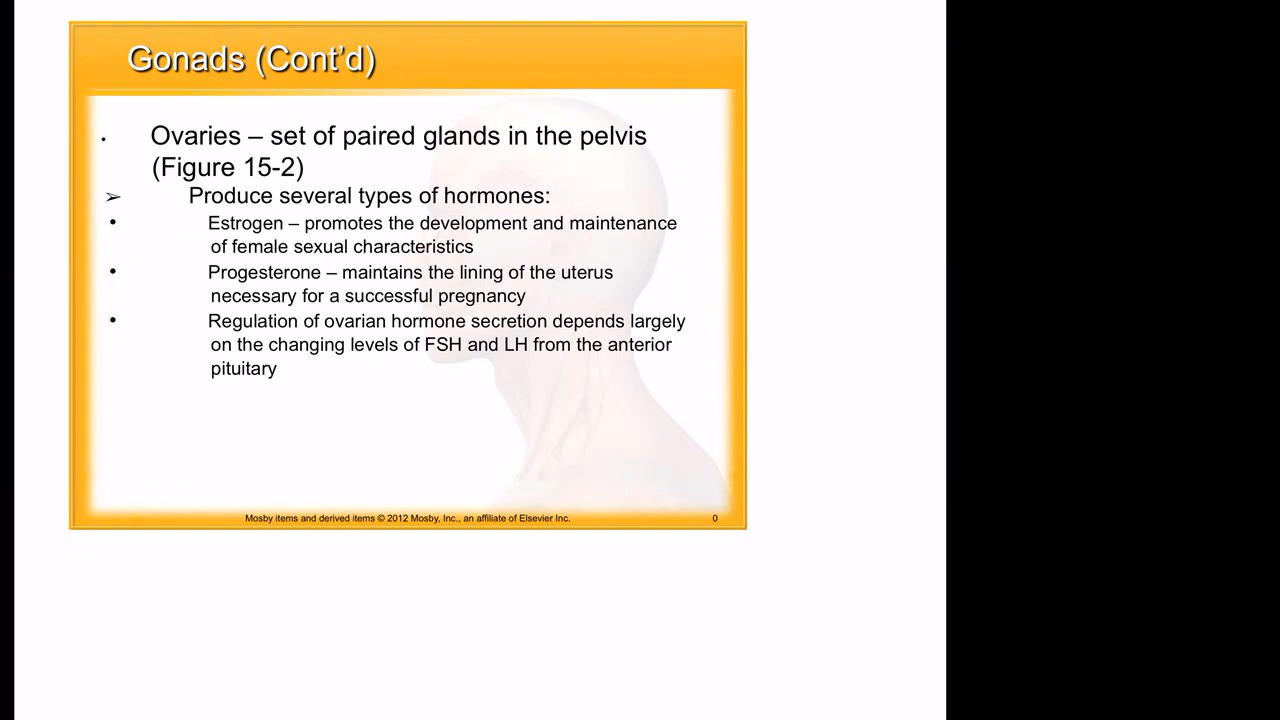 Gonads (Cont’d)
• Ovaries – set of paired glands in the pelvis
(Figure 15-2)
➢ Produce several types of hormones:
• Estrogen – promotes the development and maintenance
of female sexual characteristics
• Progesterone – maintains the lining of the uterus
necessary for a successful pregnancy
• Regulation of ovarian hormone secretion depends largely
on the changing levels of FSH and LH from the anterior
pituitary
Mosby items and derived items © 2012 Mosby, Inc., an affiliate of Elsevier Inc. 0